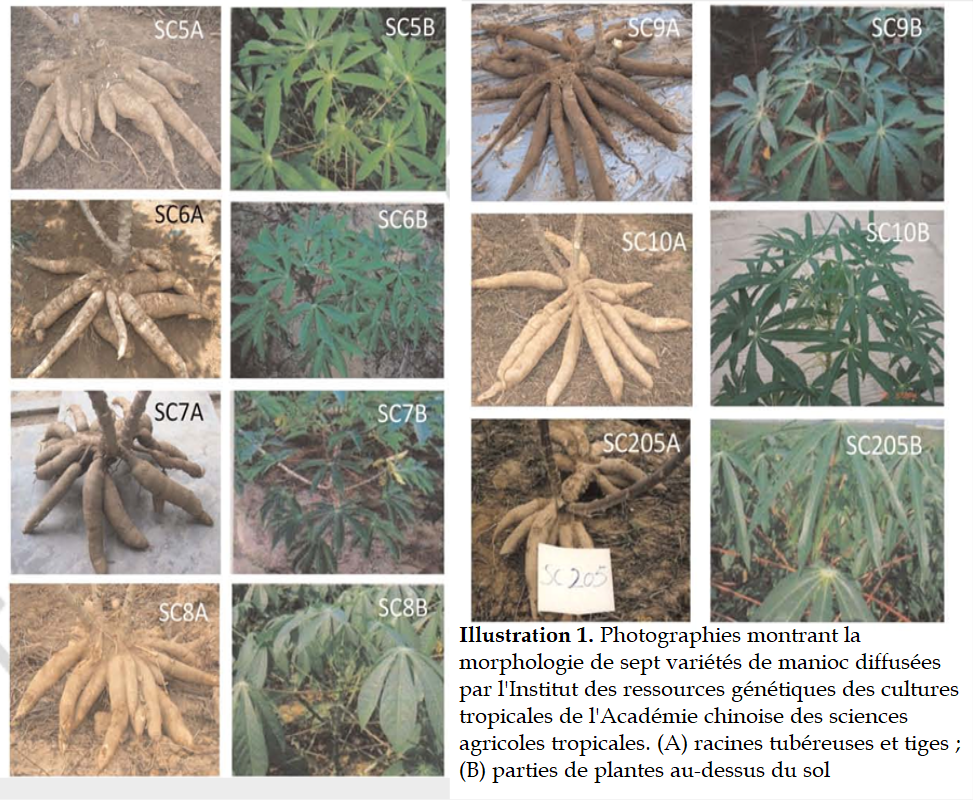 SC5A
SC5B
SC6A
SC6B
SC7A
SC7B
SC8A
SC8B
SC9A
SC9B
SC10A
SC10B
SC205A
SC205
SC205B
Illustration 1. Photographies montrant la
morphologie de sept variétés de manioc diffusées
par l'Institut des ressources génétiques des cultures
tropicales de l'Académie chinoise des sciences
agricoles tropicales. (A) racines tubéreuses et tiges ;
(B) parties de plantes au-dessus du sol